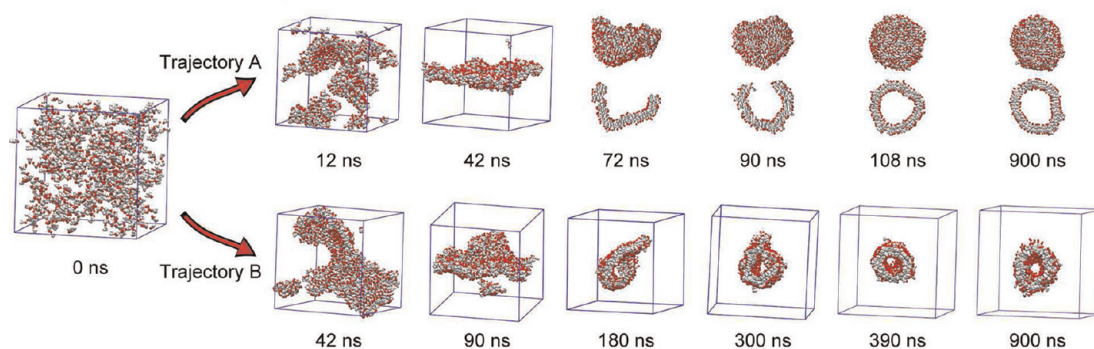 Trajectory A
12 ns
42 ns
72 ns
90 ns
108 ns
900 ns
0 ns
Trajectory B
42 ns
90 ns
180 ns
300 ns
390 ns
900 ns